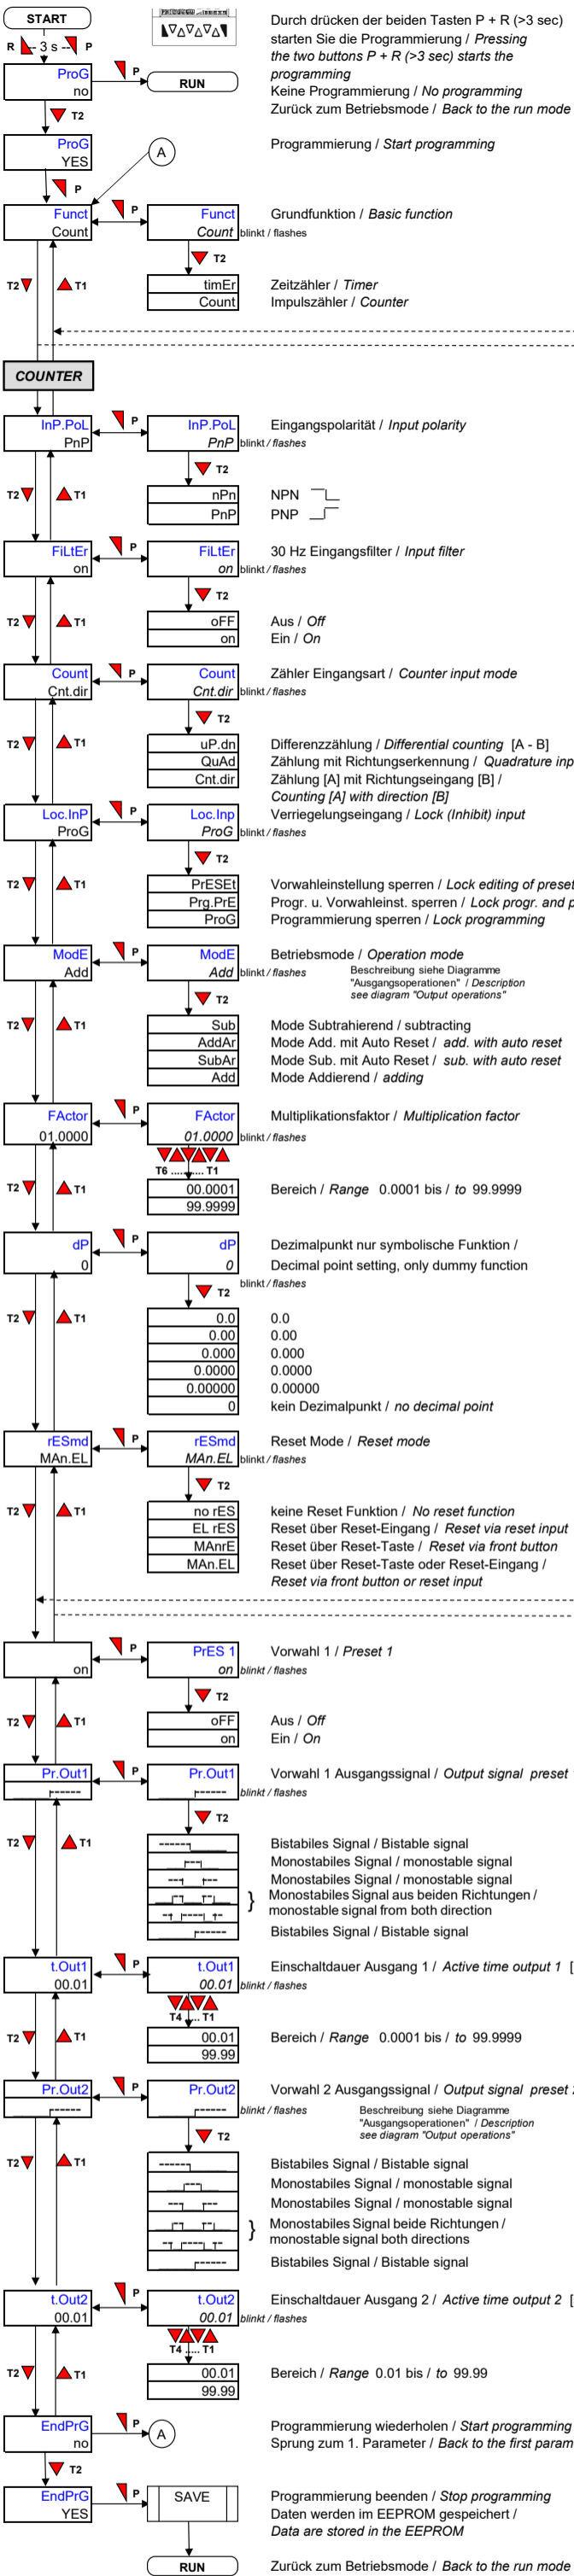 START
R 3 s P
Durch drücken der beiden Tasten P + R (>3 sec)
starten Sie die Programmierung / Pressing
the two buttons P + R (>3 sec) starts the
programming
ProG
no
P
RUN
Keine Programmierung / No programming
Zurück zum Betriebsmode / Back to the run mode
T2
ProG
YES
A
Programmierung / Start programming
P
Funct
Count
P
Funct
Count
blinkt / flashes
Grundfunktion / Basic function
T2
T2
T1
timEr
Count
Zeitzähler / Timer
Impulszähler / Counter
COUNTER
InP.PoL
PnP
P
InP.PoL
PnP
blinkt / flashes
Eingangspolarität / Input polarity
T2
T2
T1
nPn
PnP
NPN
PNP
FiLtEr
on
P
FiLtEr
on
blinkt / flashes
30 Hz Eingangsfilter / Input filter
T2
T2
T1
oFF
on
Aus / Off
Ein / On
Count
Cnt.dir
P
Count
Cnt.dir
blinkt / flashes
Zähler Eingangsart / Counter input mode
T2
T2
T1
uP.dn
QuAd
Cnt.dir
Differenzzählung / Differential counting [A - B]
Zählung mit Richtungserkennung / Quadrature inp
Zählung [A] mit Richtungseingang [B] /
Counting [A] with direction [B]
Loc.InP
ProG
P
Loc.Inp
ProG
blinkt / flashes
Verriegelungseingang / Lock (Inhibit) input
T2
T2
T1
PrESEt
Prg.PrE
ProG
Vorwahleinstellung sperren / Lock editing of preset
Progr. u. Vorwahleinst. sperren / Lock progr. and p
Programmierung sperren / Lock programming
ModE
Add
P
ModE
Add
blinkt / flashes
Betriebsmode / Operation mode
Beschreibung siehe Diagramme
"Ausgangsoperationen" / Description
see diagram "Output operations"
T2
T2
T1
Sub
AddAr
SubAr
Add
Mode Subtrahierend / subtracting
Mode Add. mit Auto Reset / add. with auto reset
Mode Sub. mit Auto Reset / sub. with auto reset
Mode Addierend / adding
FActor
01.0000
P
FActor
01.0000
blinkt / flashes
Multiplikationsfaktor / Multiplication factor
T6 .......... T1
T2
T1
00.0001
99.9999
Bereich / Range 0.0001 bis / to 99.9999
dP
0
P
dP
0
blinkt / flashes
Dezimalpunkt nur symbolische Funktion /
Decimal point setting, only dummy function
T2
T2
T1
0.0
0.00
0.000
0.0000
0.00000
0
0.0
0.00
0.000
0.0000
0.00000
kein Dezimalpunkt / no decimal point
rESmd
MAn.EL
P
rESmd
MAn.EL
blinkt / flashes
Reset Mode / Reset mode
T2
T2
T1
no rES
EL rES
MAnrE
MAn.EL
keine Reset Funktion / No reset function
Reset über Reset-Eingang / Reset via reset input
Reset über Reset-Taste / Reset via front button
Reset über Reset-Taste oder Reset-Eingang /
Reset via front button or reset input
on
P
PrES 1
on
blinkt / flashes
Vorwahl 1 / Preset 1
T2
T2
T1
oFF
on
Aus / Off
Ein / On
Pr.Out1
P
Pr.Out1
blinkt / flashes
Vorwahl 1 Ausgangssignal / Output signal preset
T2
T2
T1
Bistabiles Signal / Bistable signal
Monostabiles Signal / monostable signal
Monostabiles Signal / monostable signal
} Monostabiles Signal aus beiden Richtungen /
monostable signal from both direction
Bistabiles Signal / Bistable signal
t.Out1
00.01
P
t.Out1
00.01
blinkt / flashes
Einschaltdauer Ausgang 1 / Active time output 1 [
T4 .... T1
T2
T1
00.01
99.99
Bereich / Range 0.0001 bis / to 99.9999
Pr.Out2
P
Pr.Out2
blinkt / flashes
Vorwahl 2 Ausgangssignal / Output signal preset 2
Beschreibung siehe Diagramme
"Ausgangsoperationen" / Description
see diagram "Output operations"
T2
T2
T1
Bistabiles Signal / Bistable signal
Monostabiles Signal / monostable signal
Monostabiles Signal / monostable signal
} Monostabiles Signal beide Richtungen /
monostable signal both directions
Bistabiles Signal / Bistable signal
t.Out2
00.01
P
t.Out2
00.01
blinkt / flashes
Einschaltdauer Ausgang 2 / Active time output 2 [
T4 ..... T1
T2
T1
00.01
99.99
Bereich / Range 0.01 bis / to 99.99
EndPrG
no
P
A
Programmierung wiederholen / Start programming
Sprung zum 1. Parameter / Back to the first param
T2
EndPrG
YES
P
SAVE
Programmierung beenden / Stop programming
Daten werden im EEPROM gespeichert /
Data are stored in the EEPROM
RUN
Zurück zum Betriebsmode / Back to the run mode